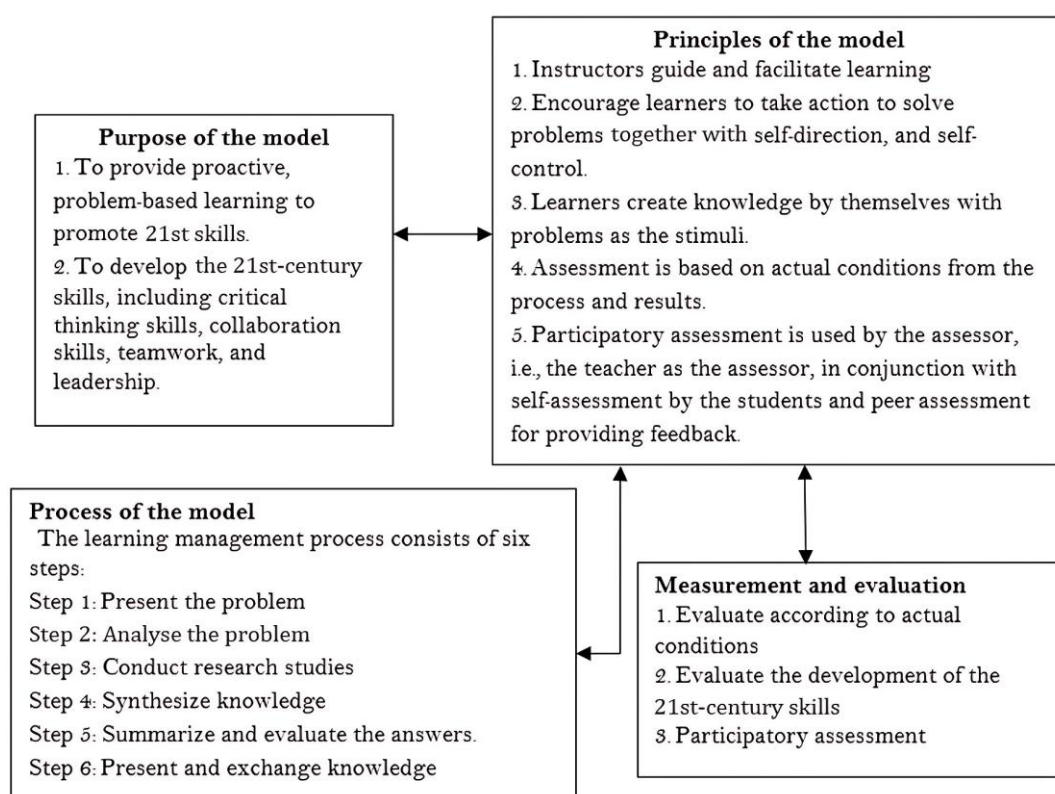 Purpose of the model
1. To provide proactive,
problem-based learning to
promote 21st skills.
2. To develop the 21st-century
skills, including critical
thinking skills, collaboration
skills, teamwork, and
leadership.
Principles of the model
1. Instructors guide and facilitate learning
2. Encourage learners to take action to solve
problems together with self-direction, and self-
control.
3. Learners create knowledge by themselves with
problems as the stimuli.
4. Assessment is based on actual conditions from the
process and results.
5. Participatory assessment is used by the assessor,
i.e., the teacher as the assessor, in conjunction with
self-assessment by the students and peer assessment
for providing feedback.
Process of the model
The learning management process consists of six
steps:
Step 1: Present the problem
Step 2: Analyse the problem
Step 3: Conduct research studies
Step 4: Synthesize knowledge
Step 5: Summarize and evaluate the answers.
Step 6: Present and exchange knowledge
Measurement and evaluation
1. Evaluate according to actual
conditions
2. Evaluate the development of the
21st-century skills
3. Participatory assessment